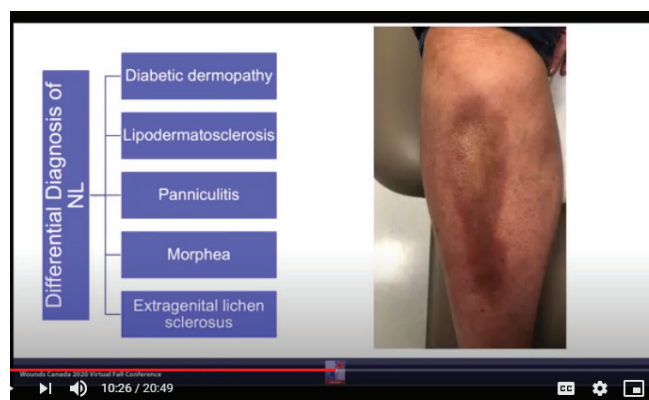 Differential Diagnosis of
NL
Diabetic dermopathy
Lipodermatosclerosis
Panniculitis
Morphea
Extragenital lichen
sclerosus
Wounds Canada 2020 Virtual Fall Conference
10:26 / 20:49
CC